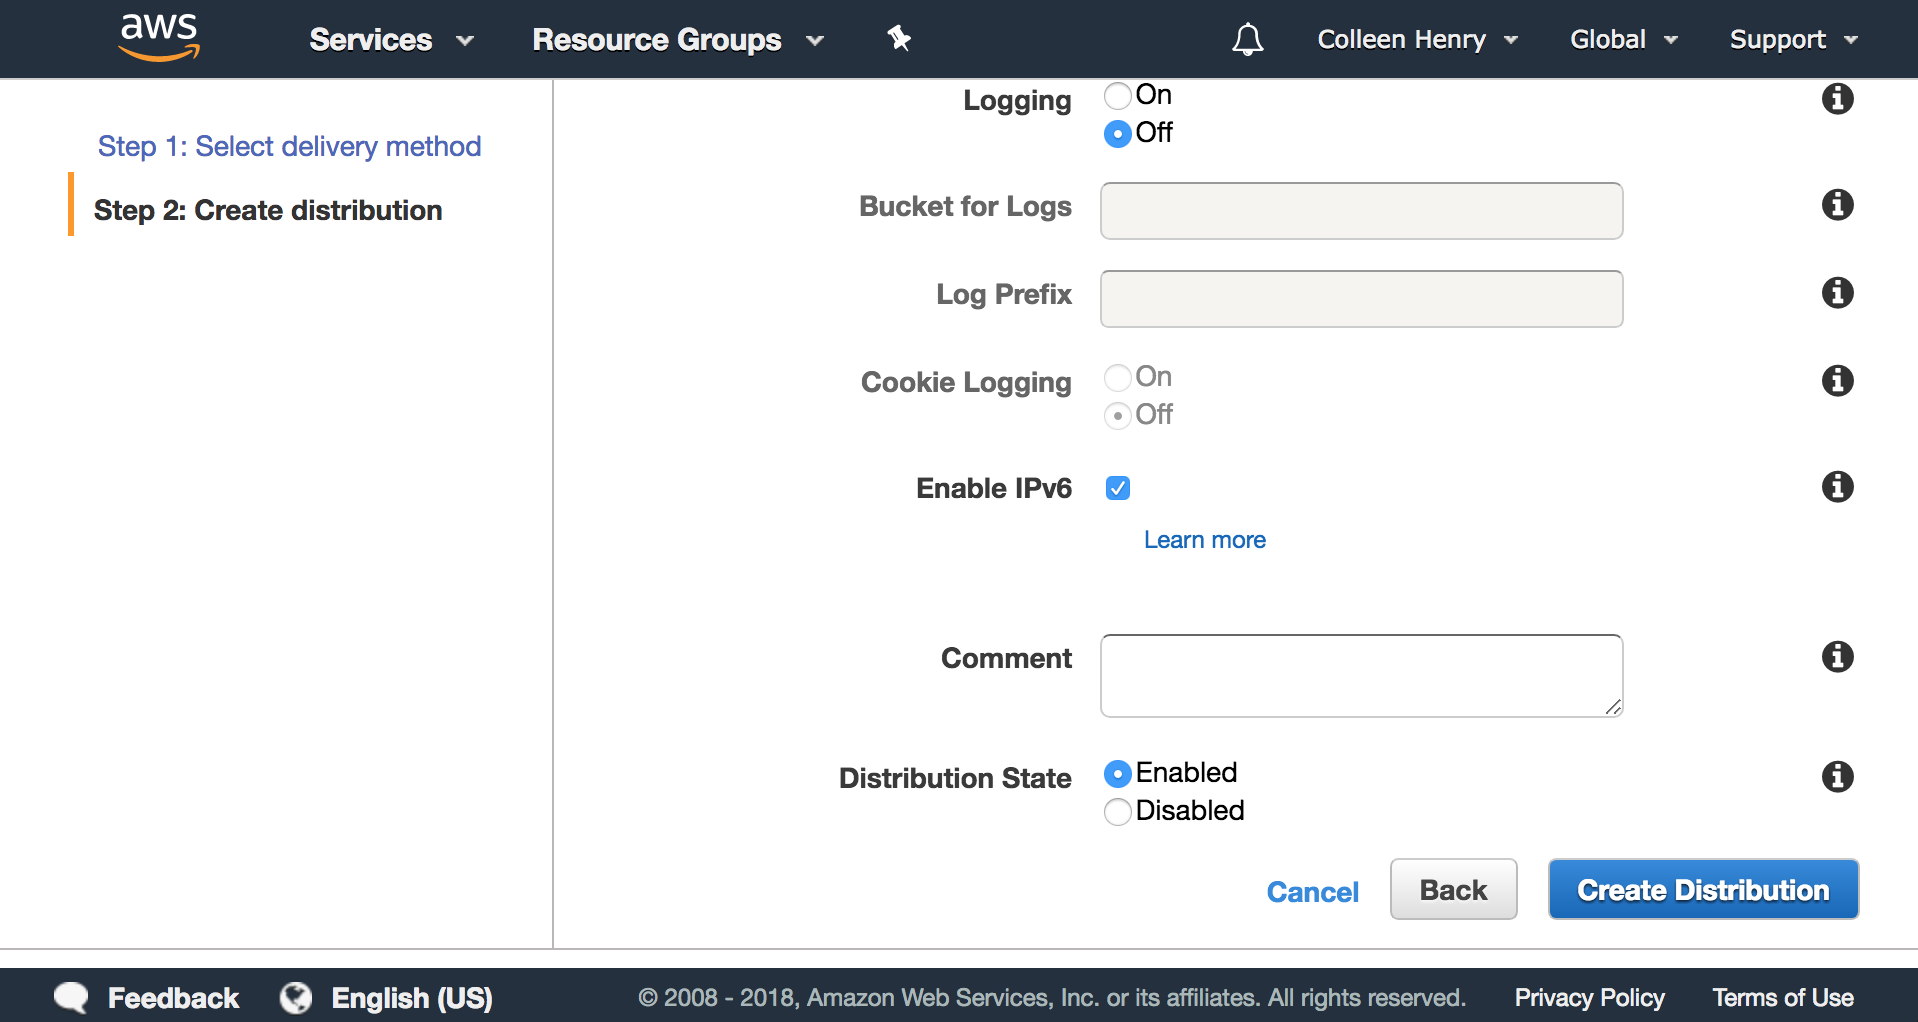 aws Services Resource Groups Colleen Henry Global Support
Step 1: Select delivery method
Step 2: Create distribution
Logging On
Off
Bucket for Logs
Log Prefix
Cookie Logging On
Off
Enable IPv6
Learn more
Comment
Distribution State Enabled
Disabled
Cancel Back Create Distribution
Feedback English (US) © 2008 - 2018, Amazon Web Services, Inc. or its affiliates. All rights reserved. Privacy Policy Terms of Use